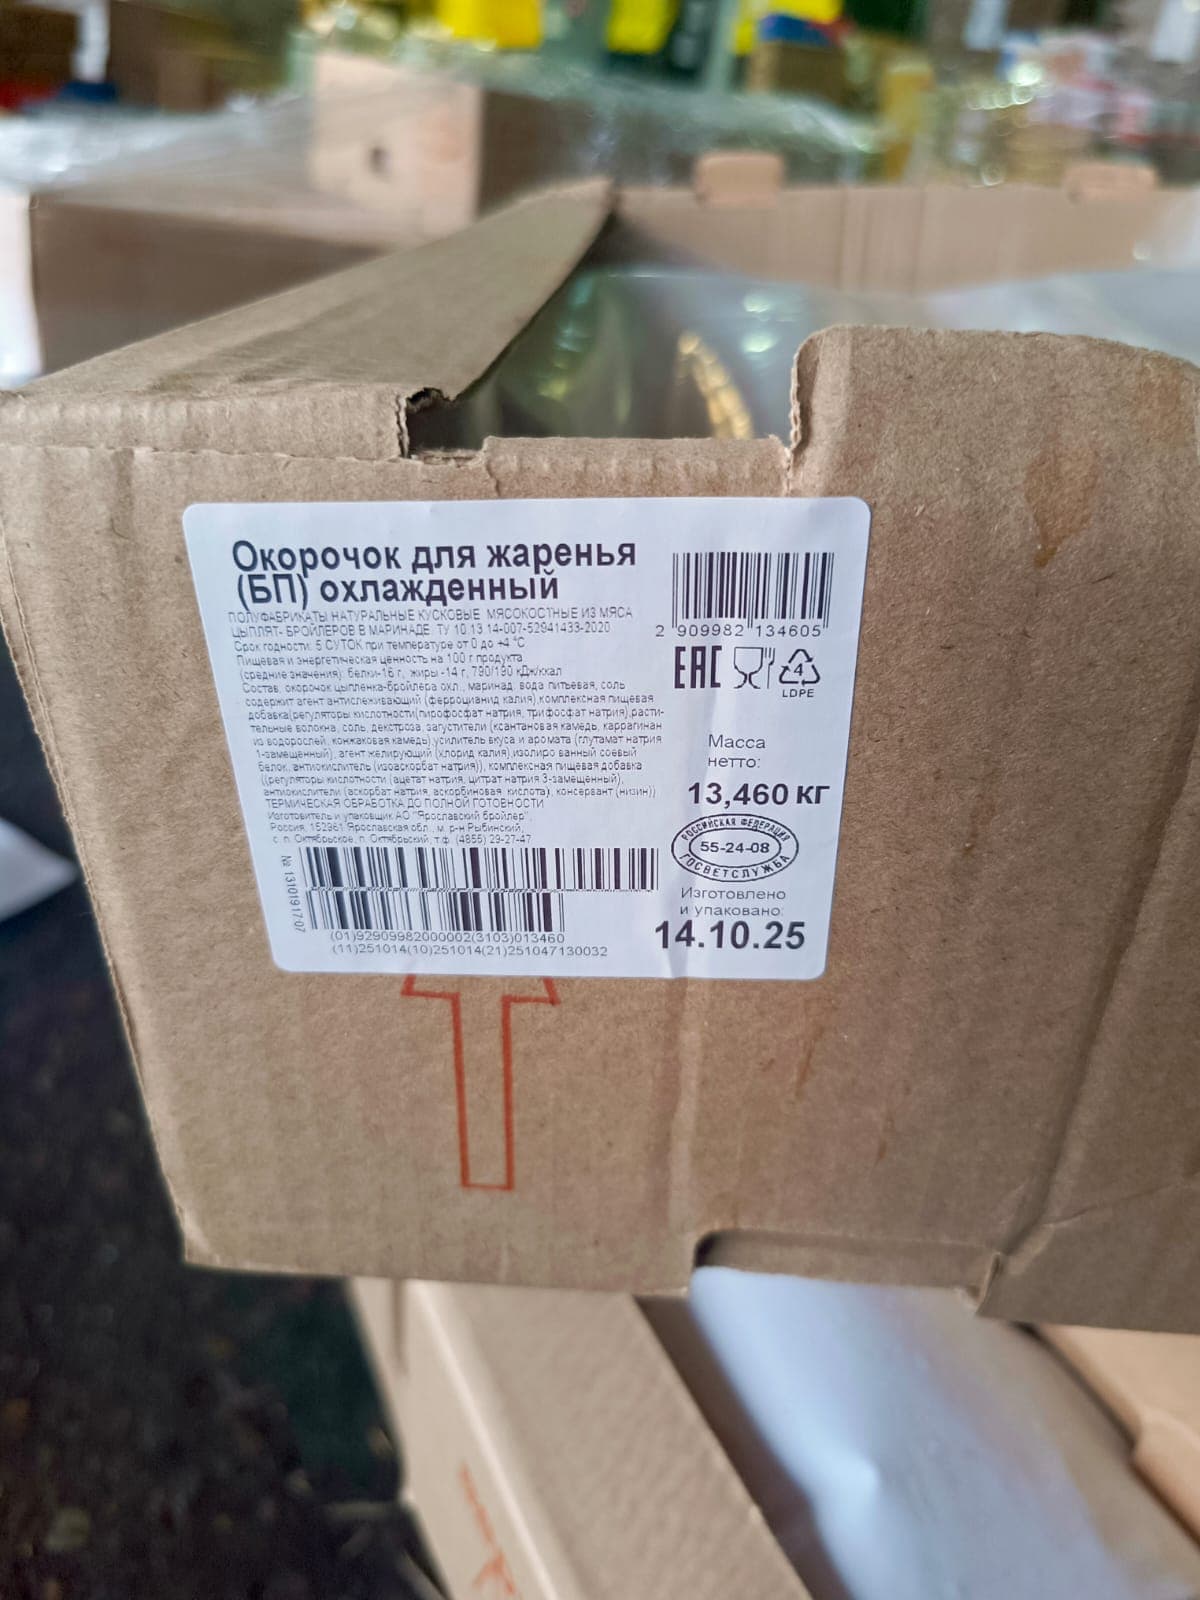 Окорочок для жаренья
(БП) охлажденный
ПОЛУФАБРИКАТЫ НАТУРАЛЬНЫЕ КУСКОВЫЕ МЯСОКОСТНЫЕ ИЗ МЯСА
ЦЫПЛЯТ- БРОЙЛЕРОВ В МАРИНАДЕ. ТУ 10.13.14-007-52941433-2020
Срок годности: 5 СУТОК при температуре от 0 до +4 °С
Пищевая и энергетическая ценность на 100 г продукта
(средние значения): белки-16 г, жиры -14 г, 790/190 кДж/ккал
Состав: окорочок цыпленка-бройлера охл., маринад: вода питьевая, соль
содержит агент антислеживающий (ферроцианид калия),комплексная пищевая
добавка(регуляторы кислотности(пирофосфат натрия, трифосфат натрия),расти-
тельные волокна, соль, декстроза, загустители (ксантановая камедь, каррагинан
из водорослей, конжаковая камедь),усилитель вкуса и аромата (глутамат натрия
1-замещенный), агент желирующий (хлорид калия),изолиро ванный соевый
белок, антиокислитель (изоаскорбат натрия)), комплексная пищевая добавка
((регуляторы кислотности (ацетат натрия, цитрат натрия 3-замещенный),
антиокислители (аскорбат натрия, аскорбиновая кислота), консервант (низин))
ТЕРМИЧЕСКАЯ ОБРАБОТКА ДО ПОЛНОЙ ГОТОВНОСТИ
Изготовитель и упаковщик АО "Ярославский бройлер",
Россия, 152961 Ярославская обл., м. р-н Рыбинский,
с. п. Октябрьское, п. Октябрьский, т.ф. (4855) 29-27-47
№ 13101917-07
(01)92909982000002(3103)013460
(11)251014(10)251014(21)251047130032
2 909982 134605
EAC
4
LDPE
Масса
нетто:
13,460 кг
РОССИЙСКАЯ ФЕДЕРАЦИЯ
55-24-08
ГОСВЕТСЛУЖБА
Изготовлено
и упаковано:
14.10.25